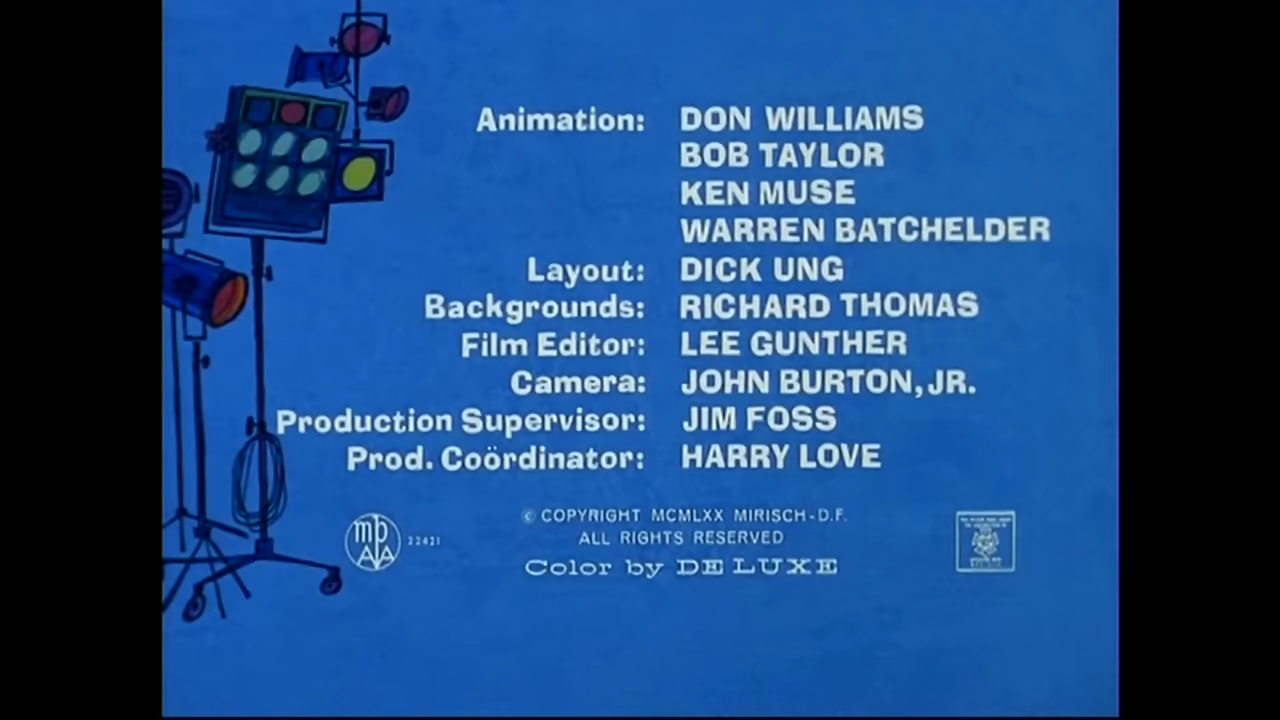 Animation: DON WILLIAMS
BOB TAYLOR
KEN MUSE
WARREN BATCHELDER
Layout: DICK UNG
Backgrounds: RICHARD THOMAS
Film Editor: LEE GUNTHER
Camera: JOHN BURTON, JR.
Production Supervisor: JIM FOSS
Prod. Coördinator: HARRY LOVE
mp
AA
22421
© COPYRIGHT MCMLXX MIRISCH-D.F.
ALL RIGHTS RESERVED
Color by DE LUXE